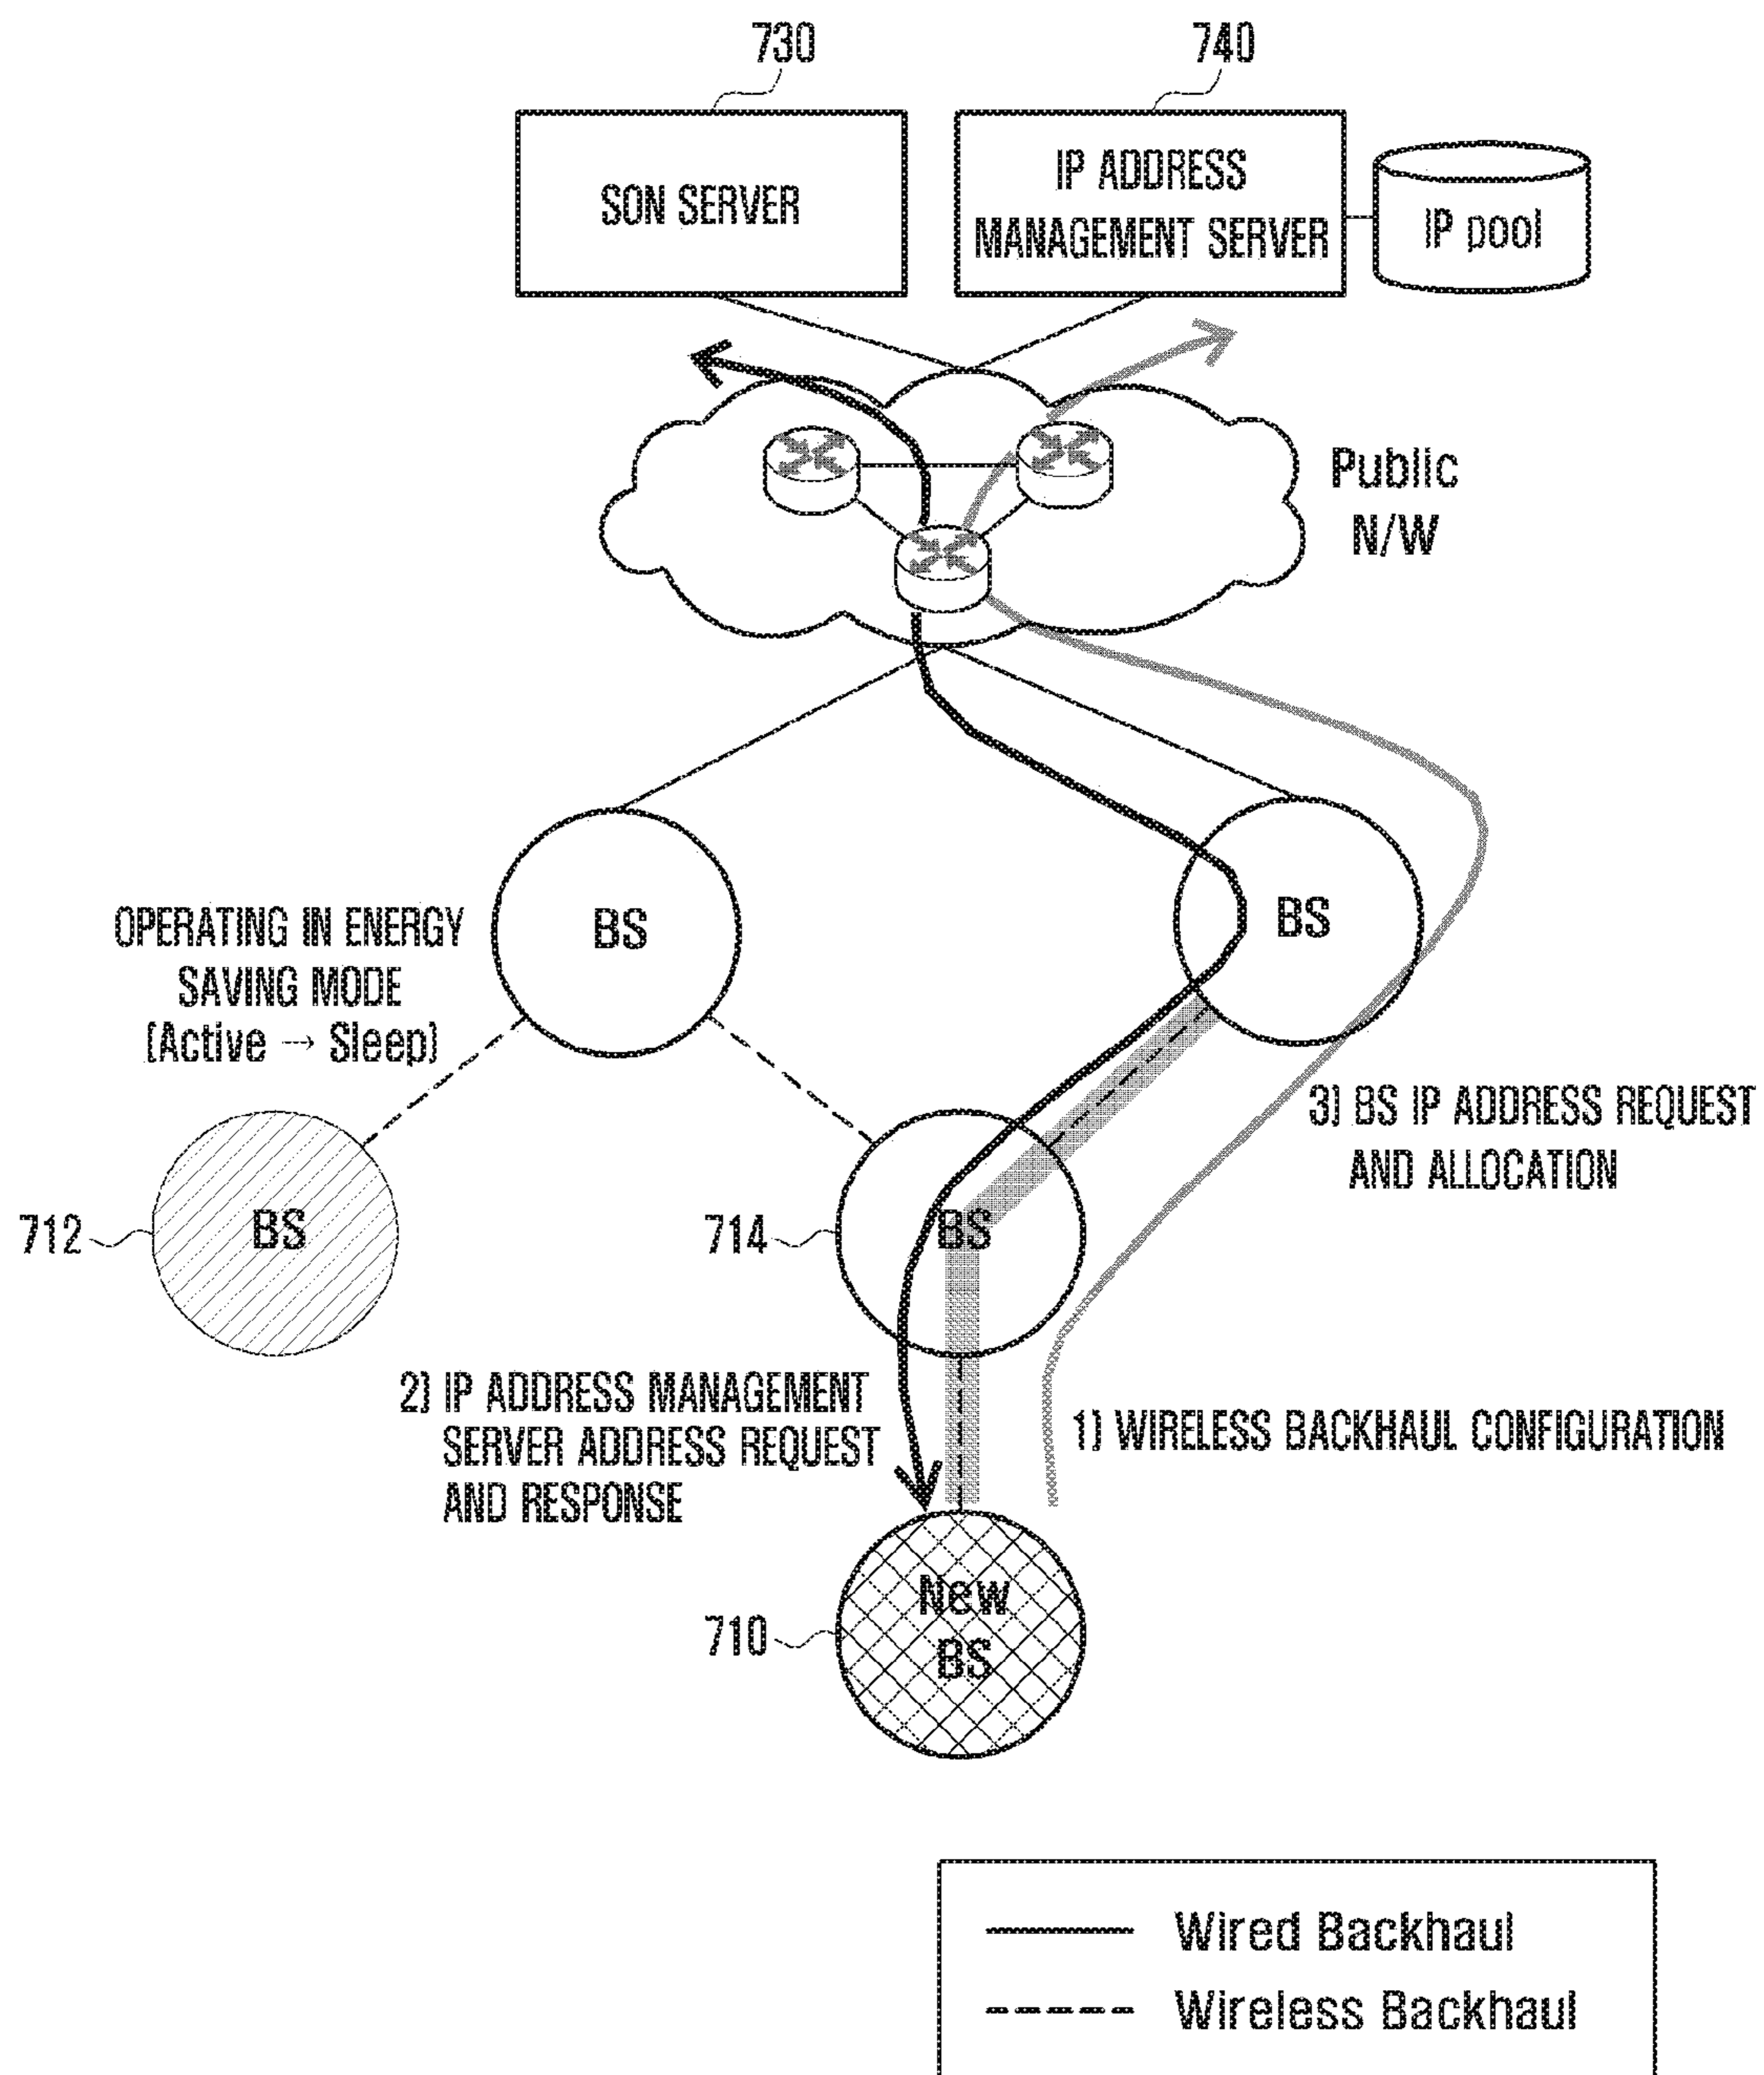 730
740
SON SERVER
IP ADDRESS
MANAGEMENT SERVER
IP pool
Public
N/W
BS
BS
OPERATING IN ENERGY
SAVING MODE
(Active → Sleep)
3) BS IP ADDRESS REQUEST
AND ALLOCATION
712
BS
714
BS
2) IP ADDRESS MANAGEMENT
SERVER ADDRESS REQUEST
AND RESPONSE
1) WIRELESS BACKHAUL CONFIGURATION
710
New
BS
Wired Backhaul
Wireless Backhaul